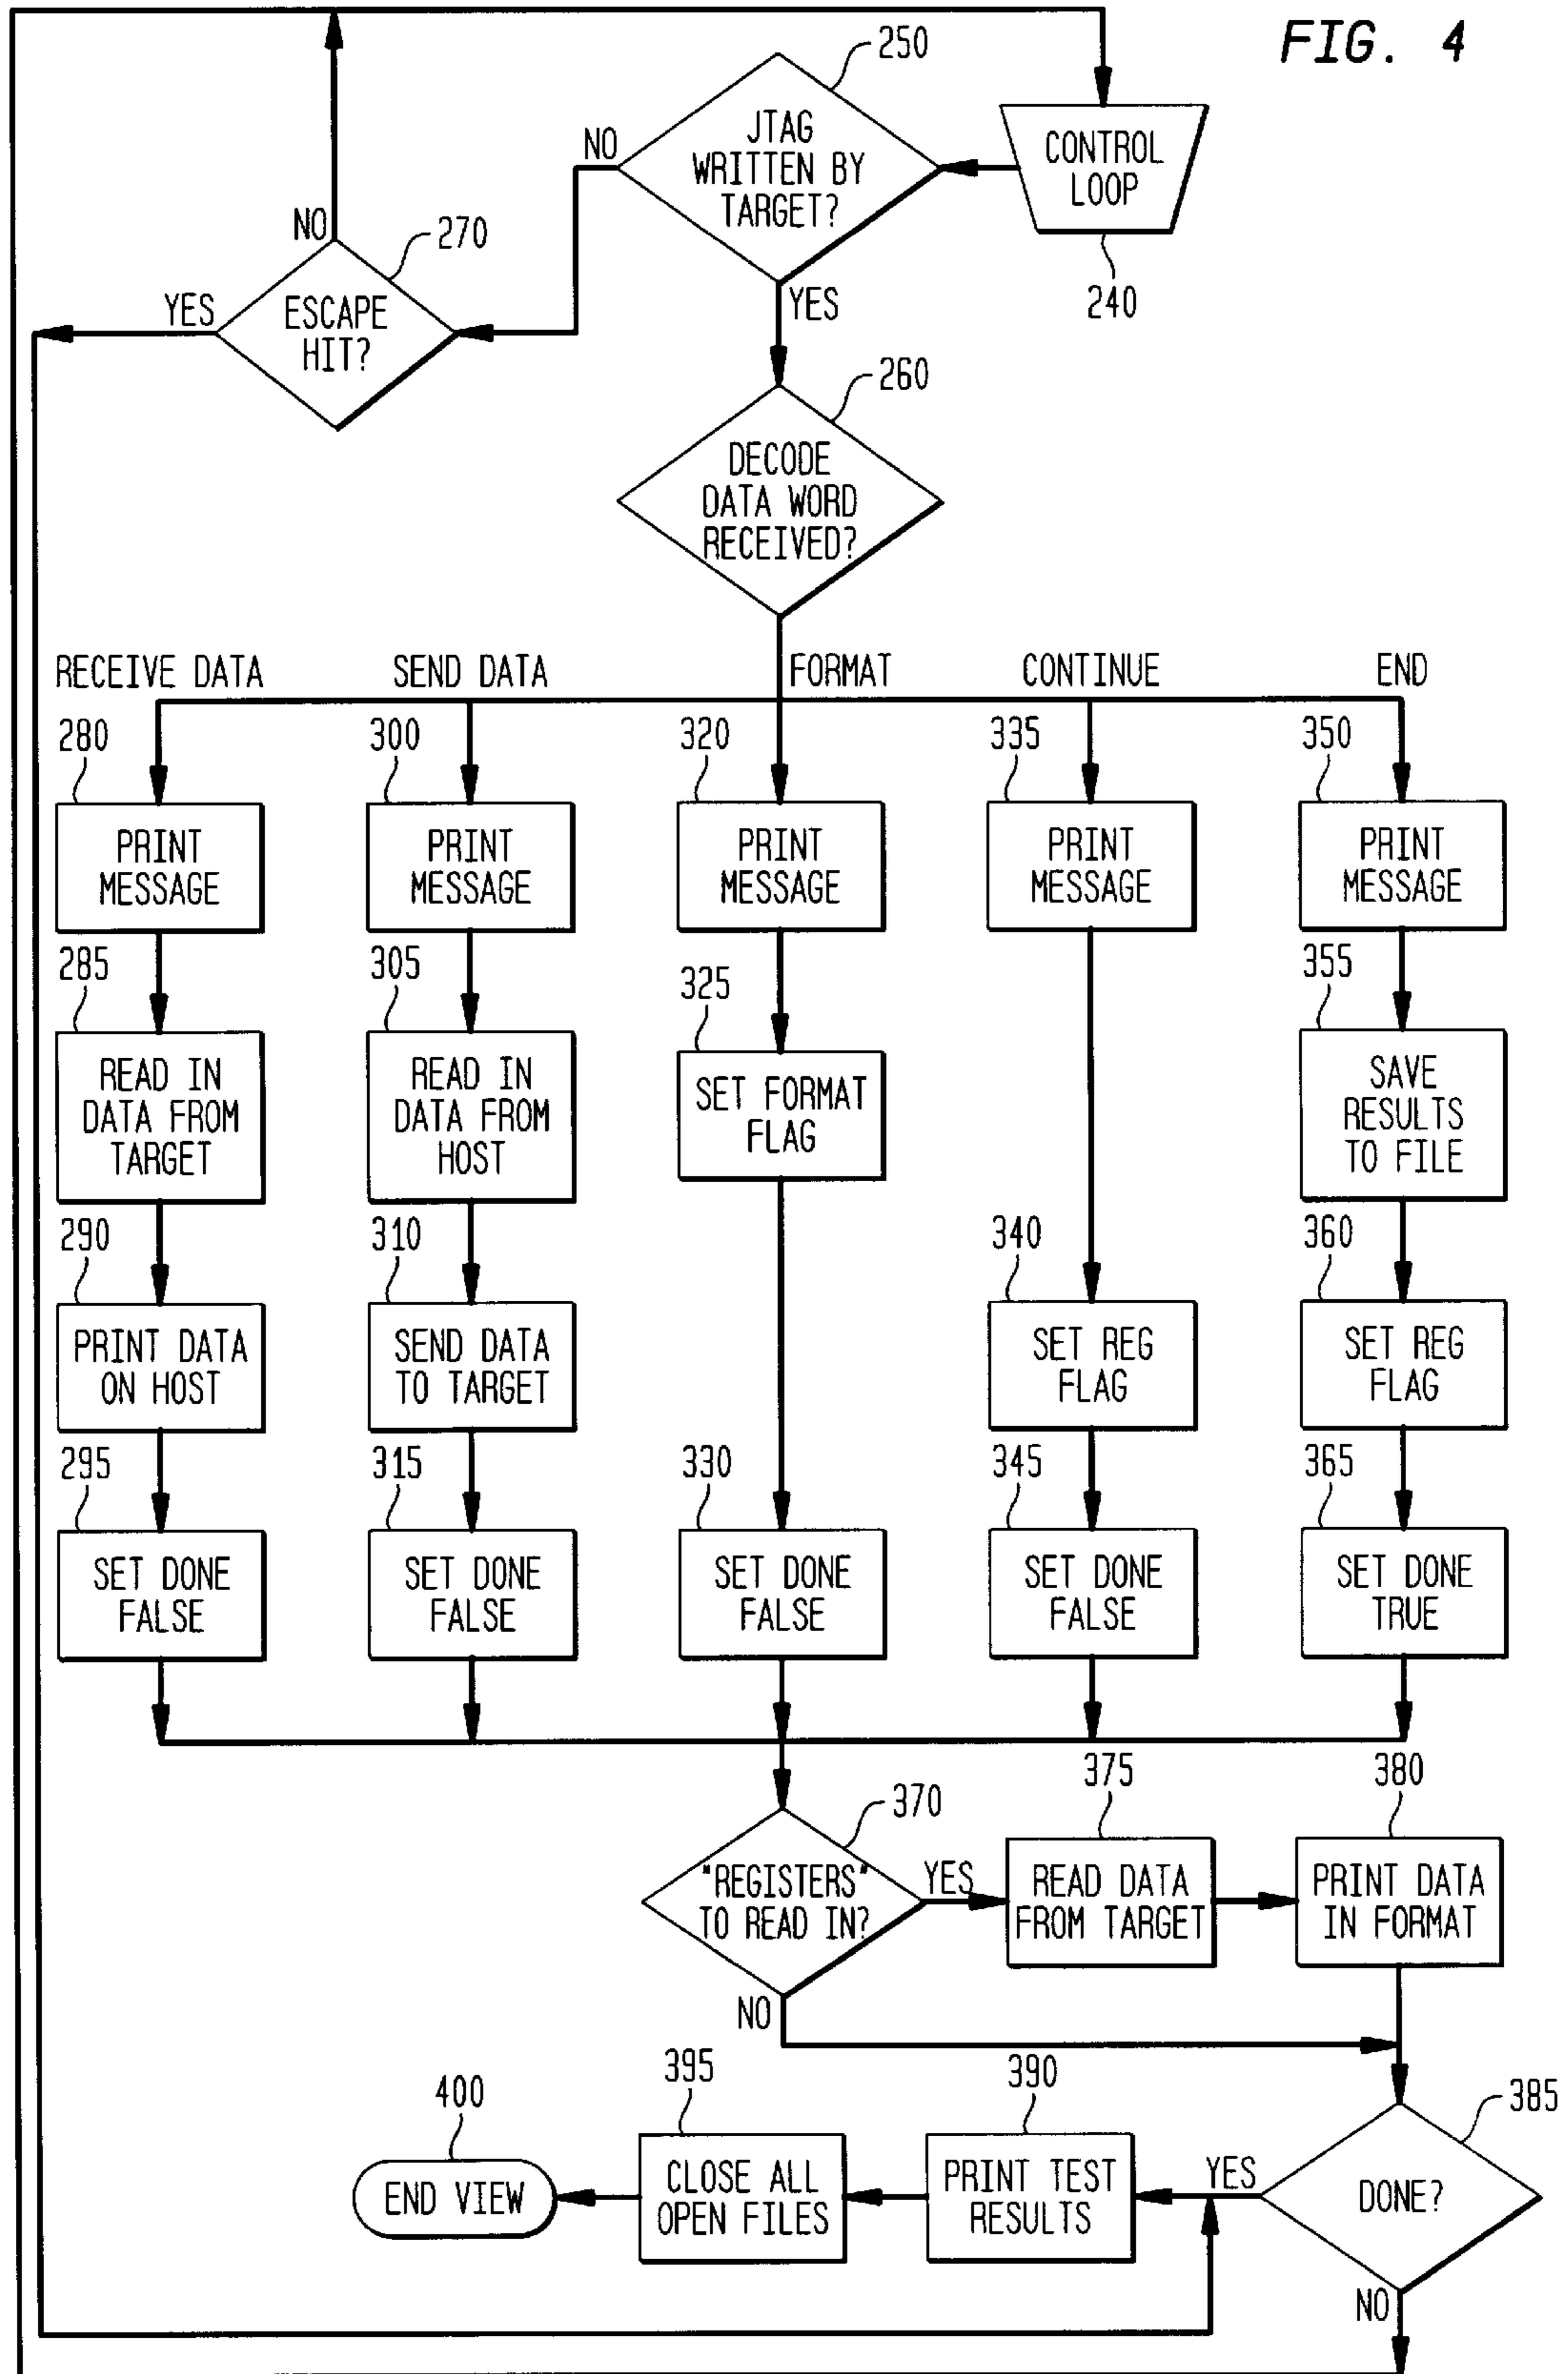 FIG. 4
250
JTAG
WRITTEN BY
TARGET?
NO
CONTROL
LOOP
240
NO
270
YES
ESCAPE
HIT?
YES
260
DECODE
DATA WORD
RECEIVED?
RECEIVE DATA
SEND DATA
FORMAT
CONTINUE
END
280
300
320
335
350
PRINT
MESSAGE
PRINT
MESSAGE
PRINT
MESSAGE
PRINT
MESSAGE
PRINT
MESSAGE
285
305
325
355
READ IN
DATA FROM
TARGET
READ IN
DATA FROM
HOST
SET FORMAT
FLAG
SAVE
RESULTS
TO FILE
290
310
340
360
PRINT DATA
ON HOST
SEND DATA
TO TARGET
SET REG
FLAG
SET REG
FLAG
295
315
330
345
365
SET DONE
FALSE
SET DONE
FALSE
SET DONE
FALSE
SET DONE
FALSE
SET DONE
TRUE
370
375
380
"REGISTERS"
TO READ IN?
YES
READ DATA
FROM TARGET
PRINT DATA
IN FORMAT
NO
400
395
390
385
END VIEW
CLOSE ALL
OPEN FILES
PRINT TEST
RESULTS
YES
DONE?
NO